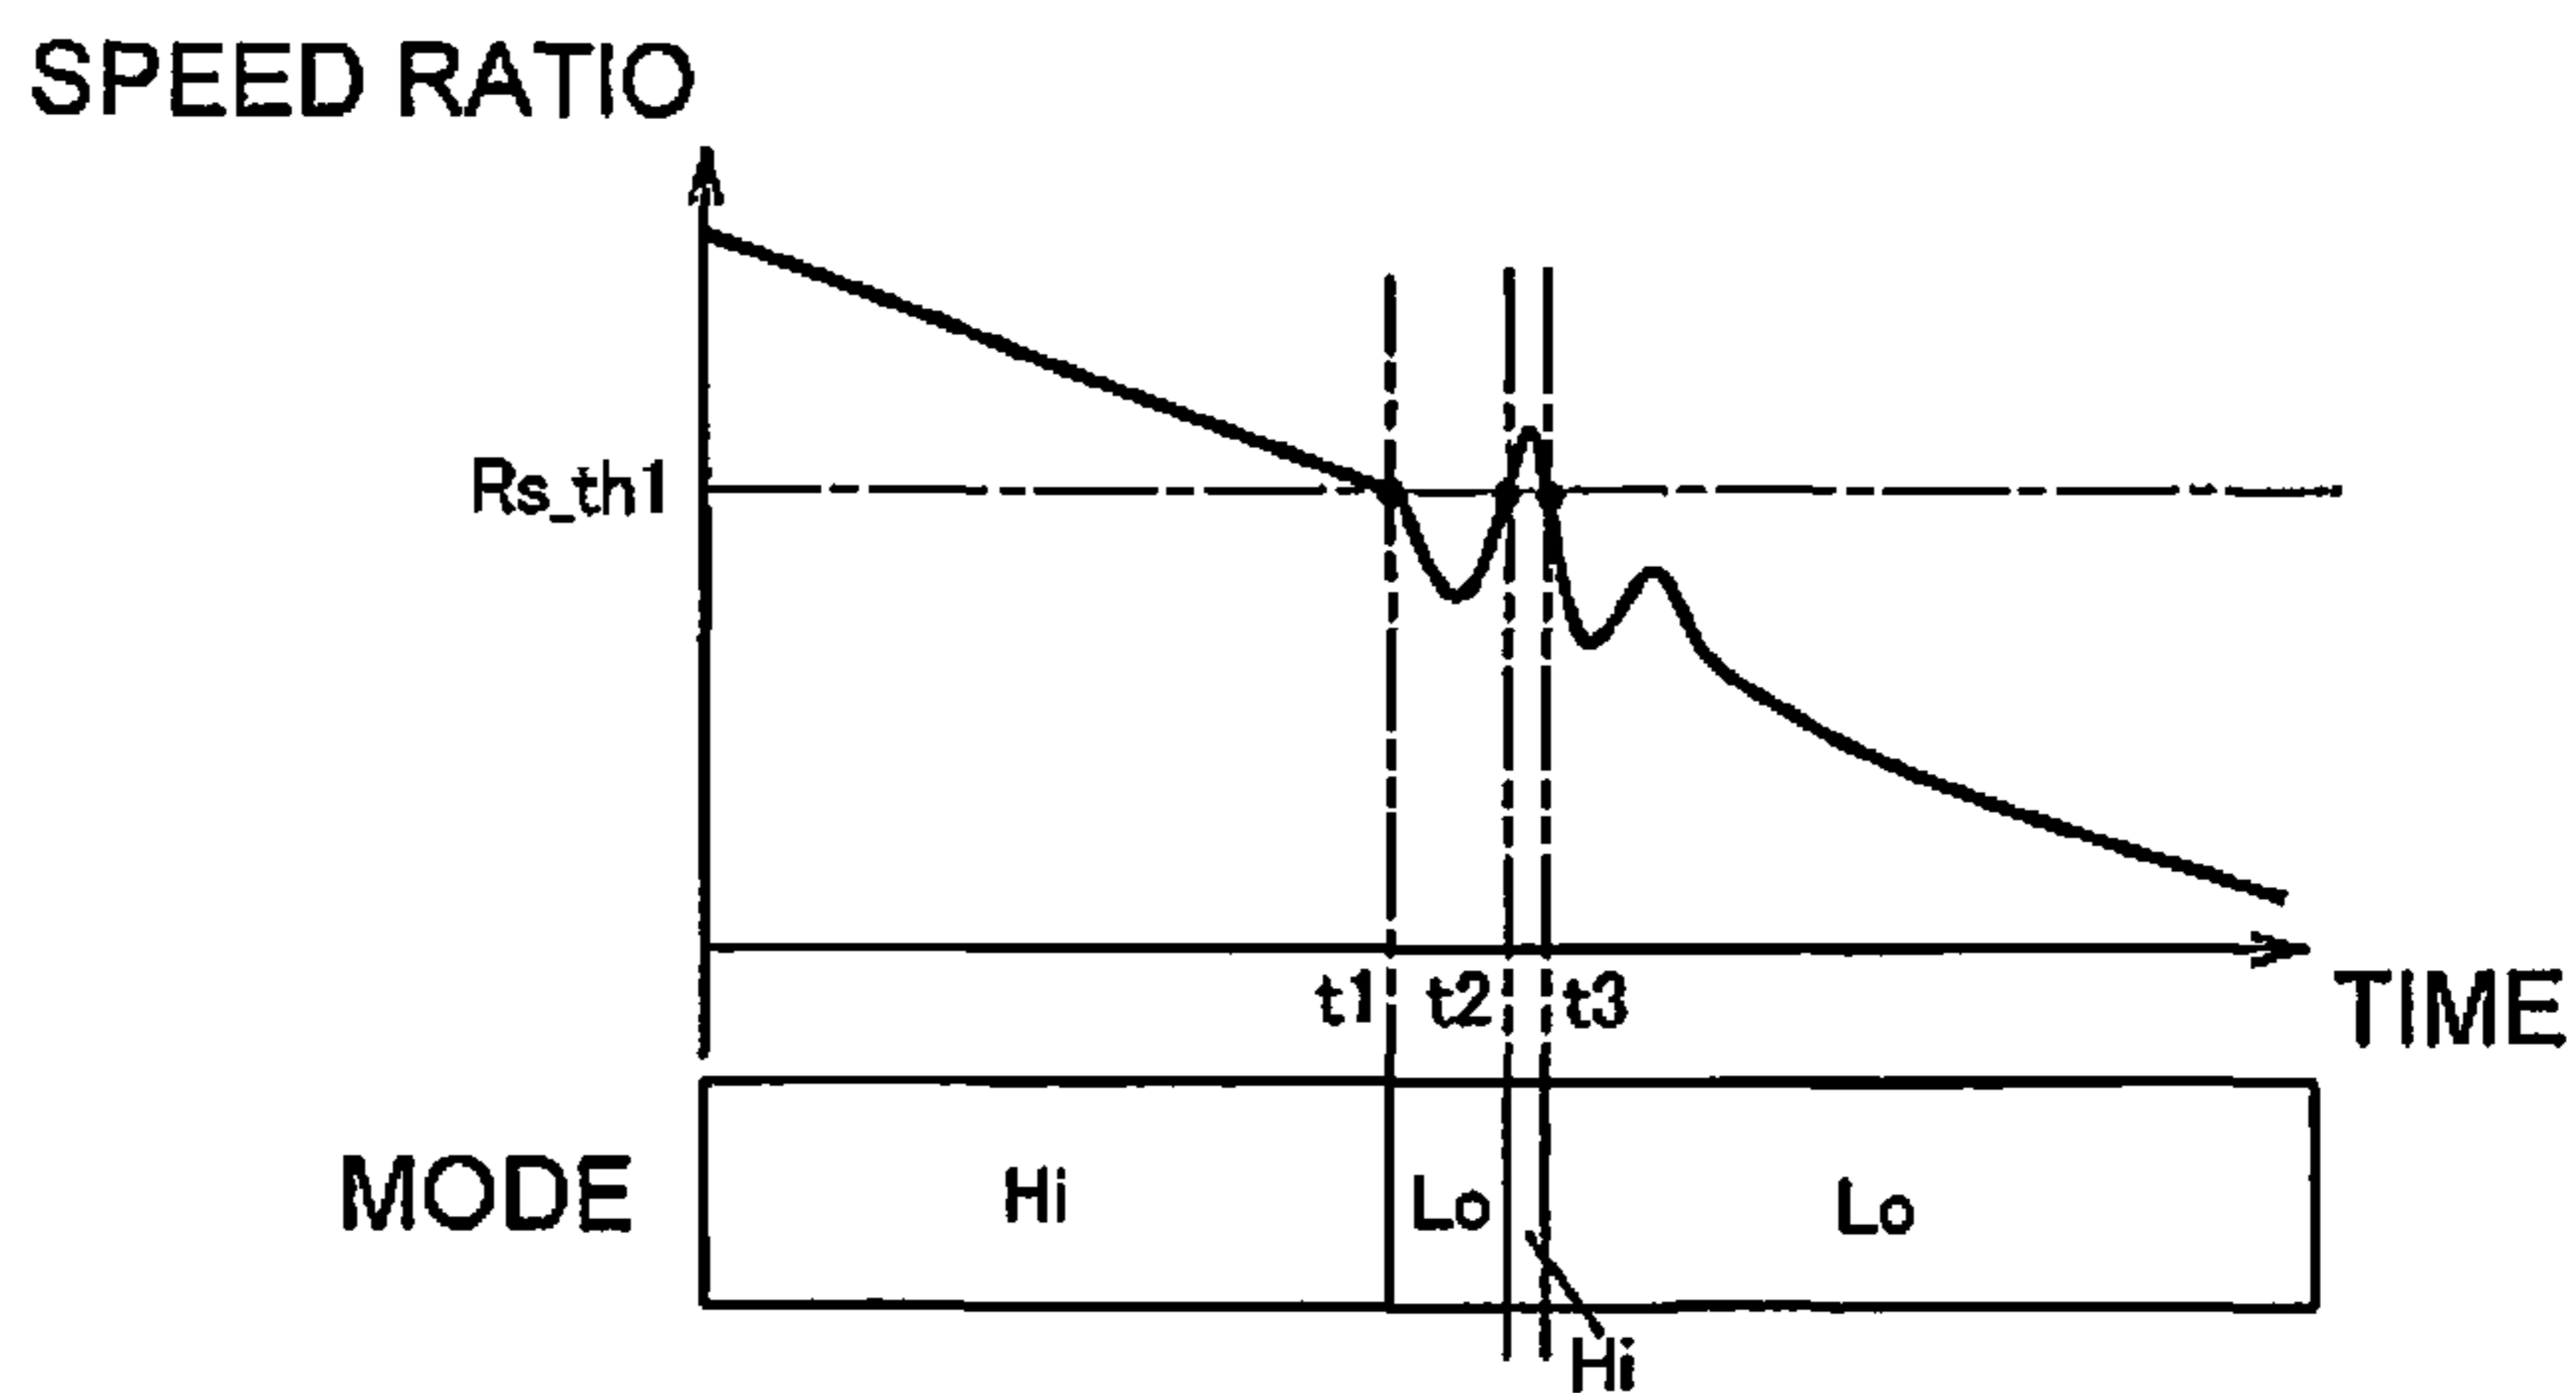 SPEED RATIO
Rs_th1
t1 t2 t3
TIME
MODE Hi Lo Lo
Hi